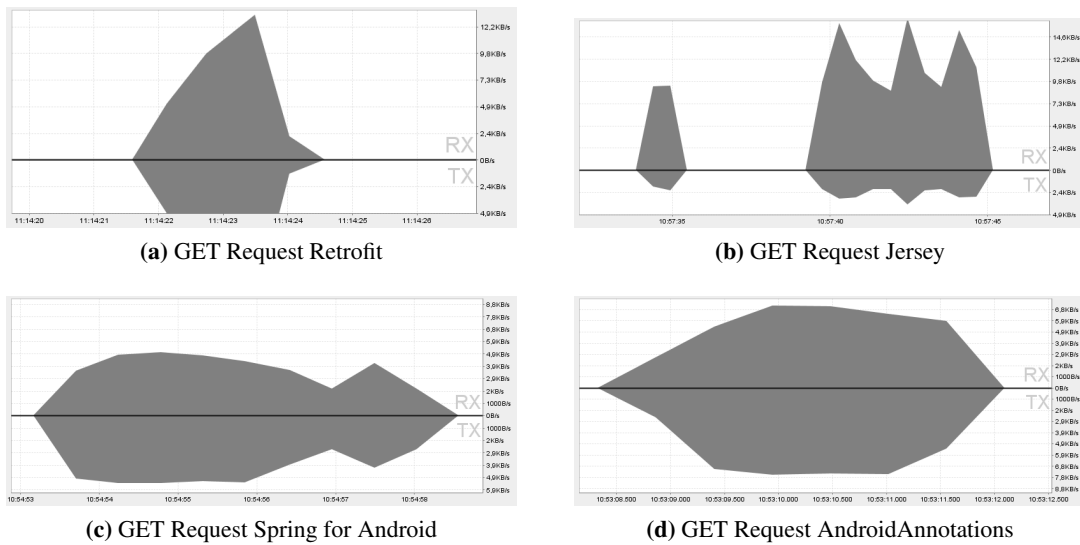 12,2KB/s
9,8KB/s
7,3KB/s
4,9KB/s
2,4KB/s
RX
0B/s
TX
2,4KB/s
4,9KB/s
11:14:20 11:14:21 11:14:22 11:14:23 11:14:24 11:14:25 11:14:26
(a) GET Request Retrofit
14,6KB/s
12,2KB/s
9,8KB/s
7,3KB/s
4,9KB/s
2,4KB/s
RX
0B/s
TX
2,4KB/s
4,9KB/s
10:57:35 10:57:40 10:57:45
(b) GET Request Jersey
8,8KB/s
7,8KB/s
6,8KB/s
5,9KB/s
4,9KB/s
3,9KB/s
2,9KB/s
2KB/s
RX
1000B/s
0B/s
TX
1000B/s
2KB/s
2,9KB/s
3,9KB/s
4,9KB/s
5,9KB/s
10:54:53 10:54:54 10:54:55 10:54:56 10:54:57 10:54:58
(c) GET Request Spring for Android
6,8KB/s
5,9KB/s
4,9KB/s
3,9KB/s
2,9KB/s
2KB/s
RX
1000B/s
0B/s
TX
1000B/s
2KB/s
2,9KB/s
3,9KB/s
4,9KB/s
5,9KB/s
6,8KB/s
7,8KB/s
8,8KB/s
10:53:08.500 10:53:09.000 10:53:09.500 10:53:10.000 10:53:10.500 10:53:11.000 10:53:11.500 10:53:12.000 10:53:12.500
(d) GET Request AndroidAnnotations